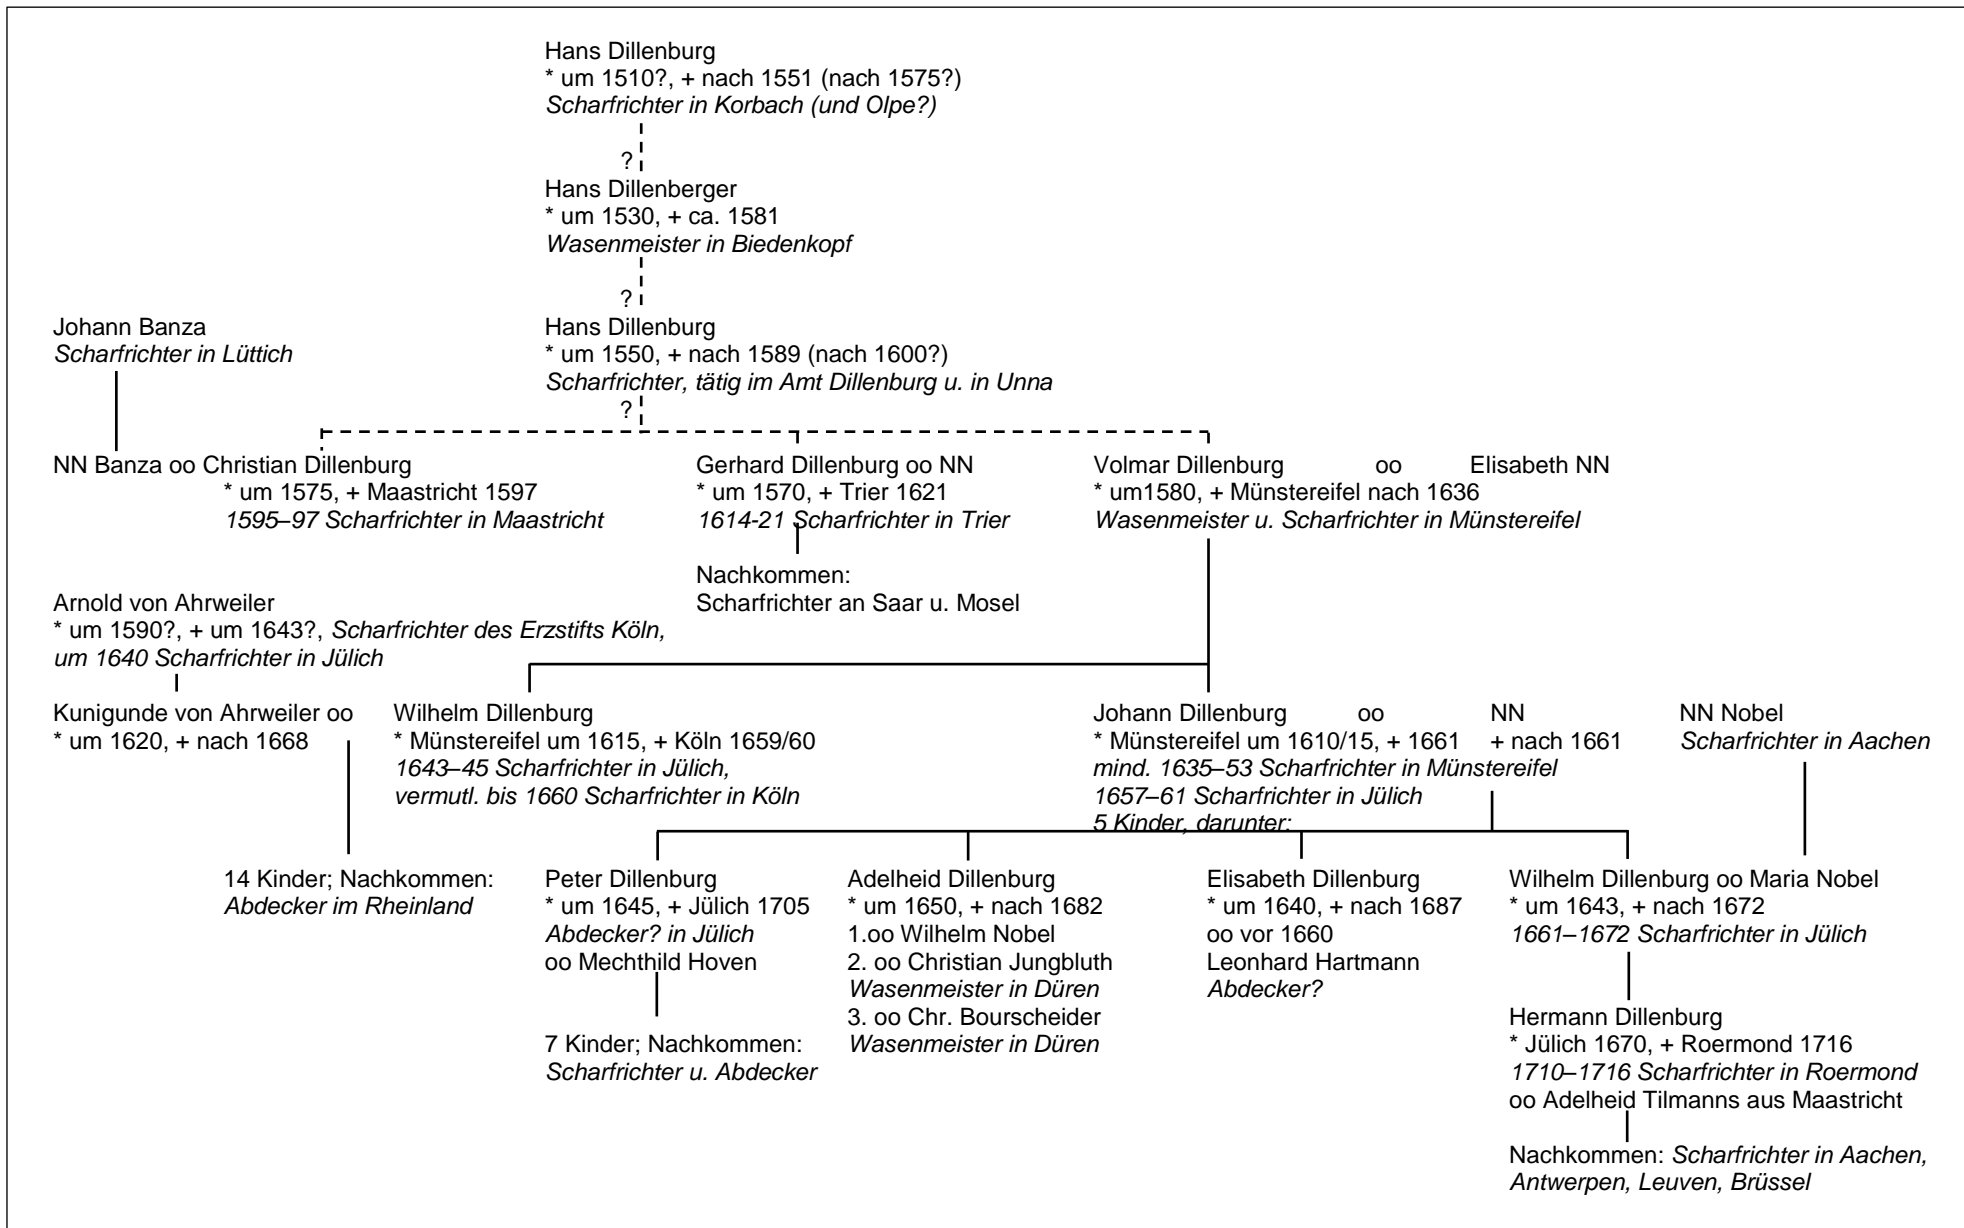 Hans Dillenburg
* um 1510?, + nach 1551 (nach 1575?)
Scharfrichter in Korbach (und Olpe?)
?
Hans Dillenberger
* um 1530, + ca. 1581
Wasenmeister in Biedenkopf
?
Johann Banza
Scharfrichter in Lüttich
Hans Dillenburg
* um 1550, + nach 1589 (nach 1600?)
Scharfrichter, tätig im Amt Dillenburg u. in Unna
?
NN Banza oo Christian Dillenburg
* um 1575, + Maastricht 1597
1595–97 Scharfrichter in Maastricht
Gerhard Dillenburg oo NN
* um 1570, + Trier 1621
1614-21 Scharfrichter in Trier
Nachkommen:
Scharfrichter an Saar u. Mosel
Volmar Dillenburg oo Elisabeth NN
* um1580, + Münstereifel nach 1636
Wasenmeister u. Scharfrichter in Münstereifel
Arnold von Ahrweiler
* um 1590?, + um 1643?, Scharfrichter des Erzstifts Köln,
um 1640 Scharfrichter in Jülich
Kunigunde von Ahrweiler oo
* um 1620, + nach 1668
Wilhelm Dillenburg
* Münstereifel um 1615, + Köln 1659/60
1643–45 Scharfrichter in Jülich,
vermutl. bis 1660 Scharfrichter in Köln
Johann Dillenburg oo NN
* Münstereifel um 1610/15, + 1661 + nach 1661
mind. 1635–53 Scharfrichter in Münstereifel
1657–61 Scharfrichter in Jülich
5 Kinder, darunter:
NN Nobel
Scharfrichter in Aachen
14 Kinder; Nachkommen:
Abdecker im Rheinland
Peter Dillenburg
* um 1645, + Jülich 1705
Abdecker? in Jülich
oo Mechthild Hoven
7 Kinder; Nachkommen:
Scharfrichter u. Abdecker
Adelheid Dillenburg
* um 1650, + nach 1682
1.oo Wilhelm Nobel
2. oo Christian Jungbluth
Wasenmeister in Düren
3. oo Chr. Bourscheider
Wasenmeister in Düren
Elisabeth Dillenburg
* um 1640, + nach 1687
oo vor 1660
Leonhard Hartmann
Abdecker?
Wilhelm Dillenburg oo Maria Nobel
* um 1643, + nach 1672
1661–1672 Scharfrichter in Jülich
Hermann Dillenburg
* Jülich 1670, + Roermond 1716
1710–1716 Scharfrichter in Roermond
oo Adelheid Tilmanns aus Maastricht
Nachkommen: Scharfrichter in Aachen,
Antwerpen, Leuven, Brüssel